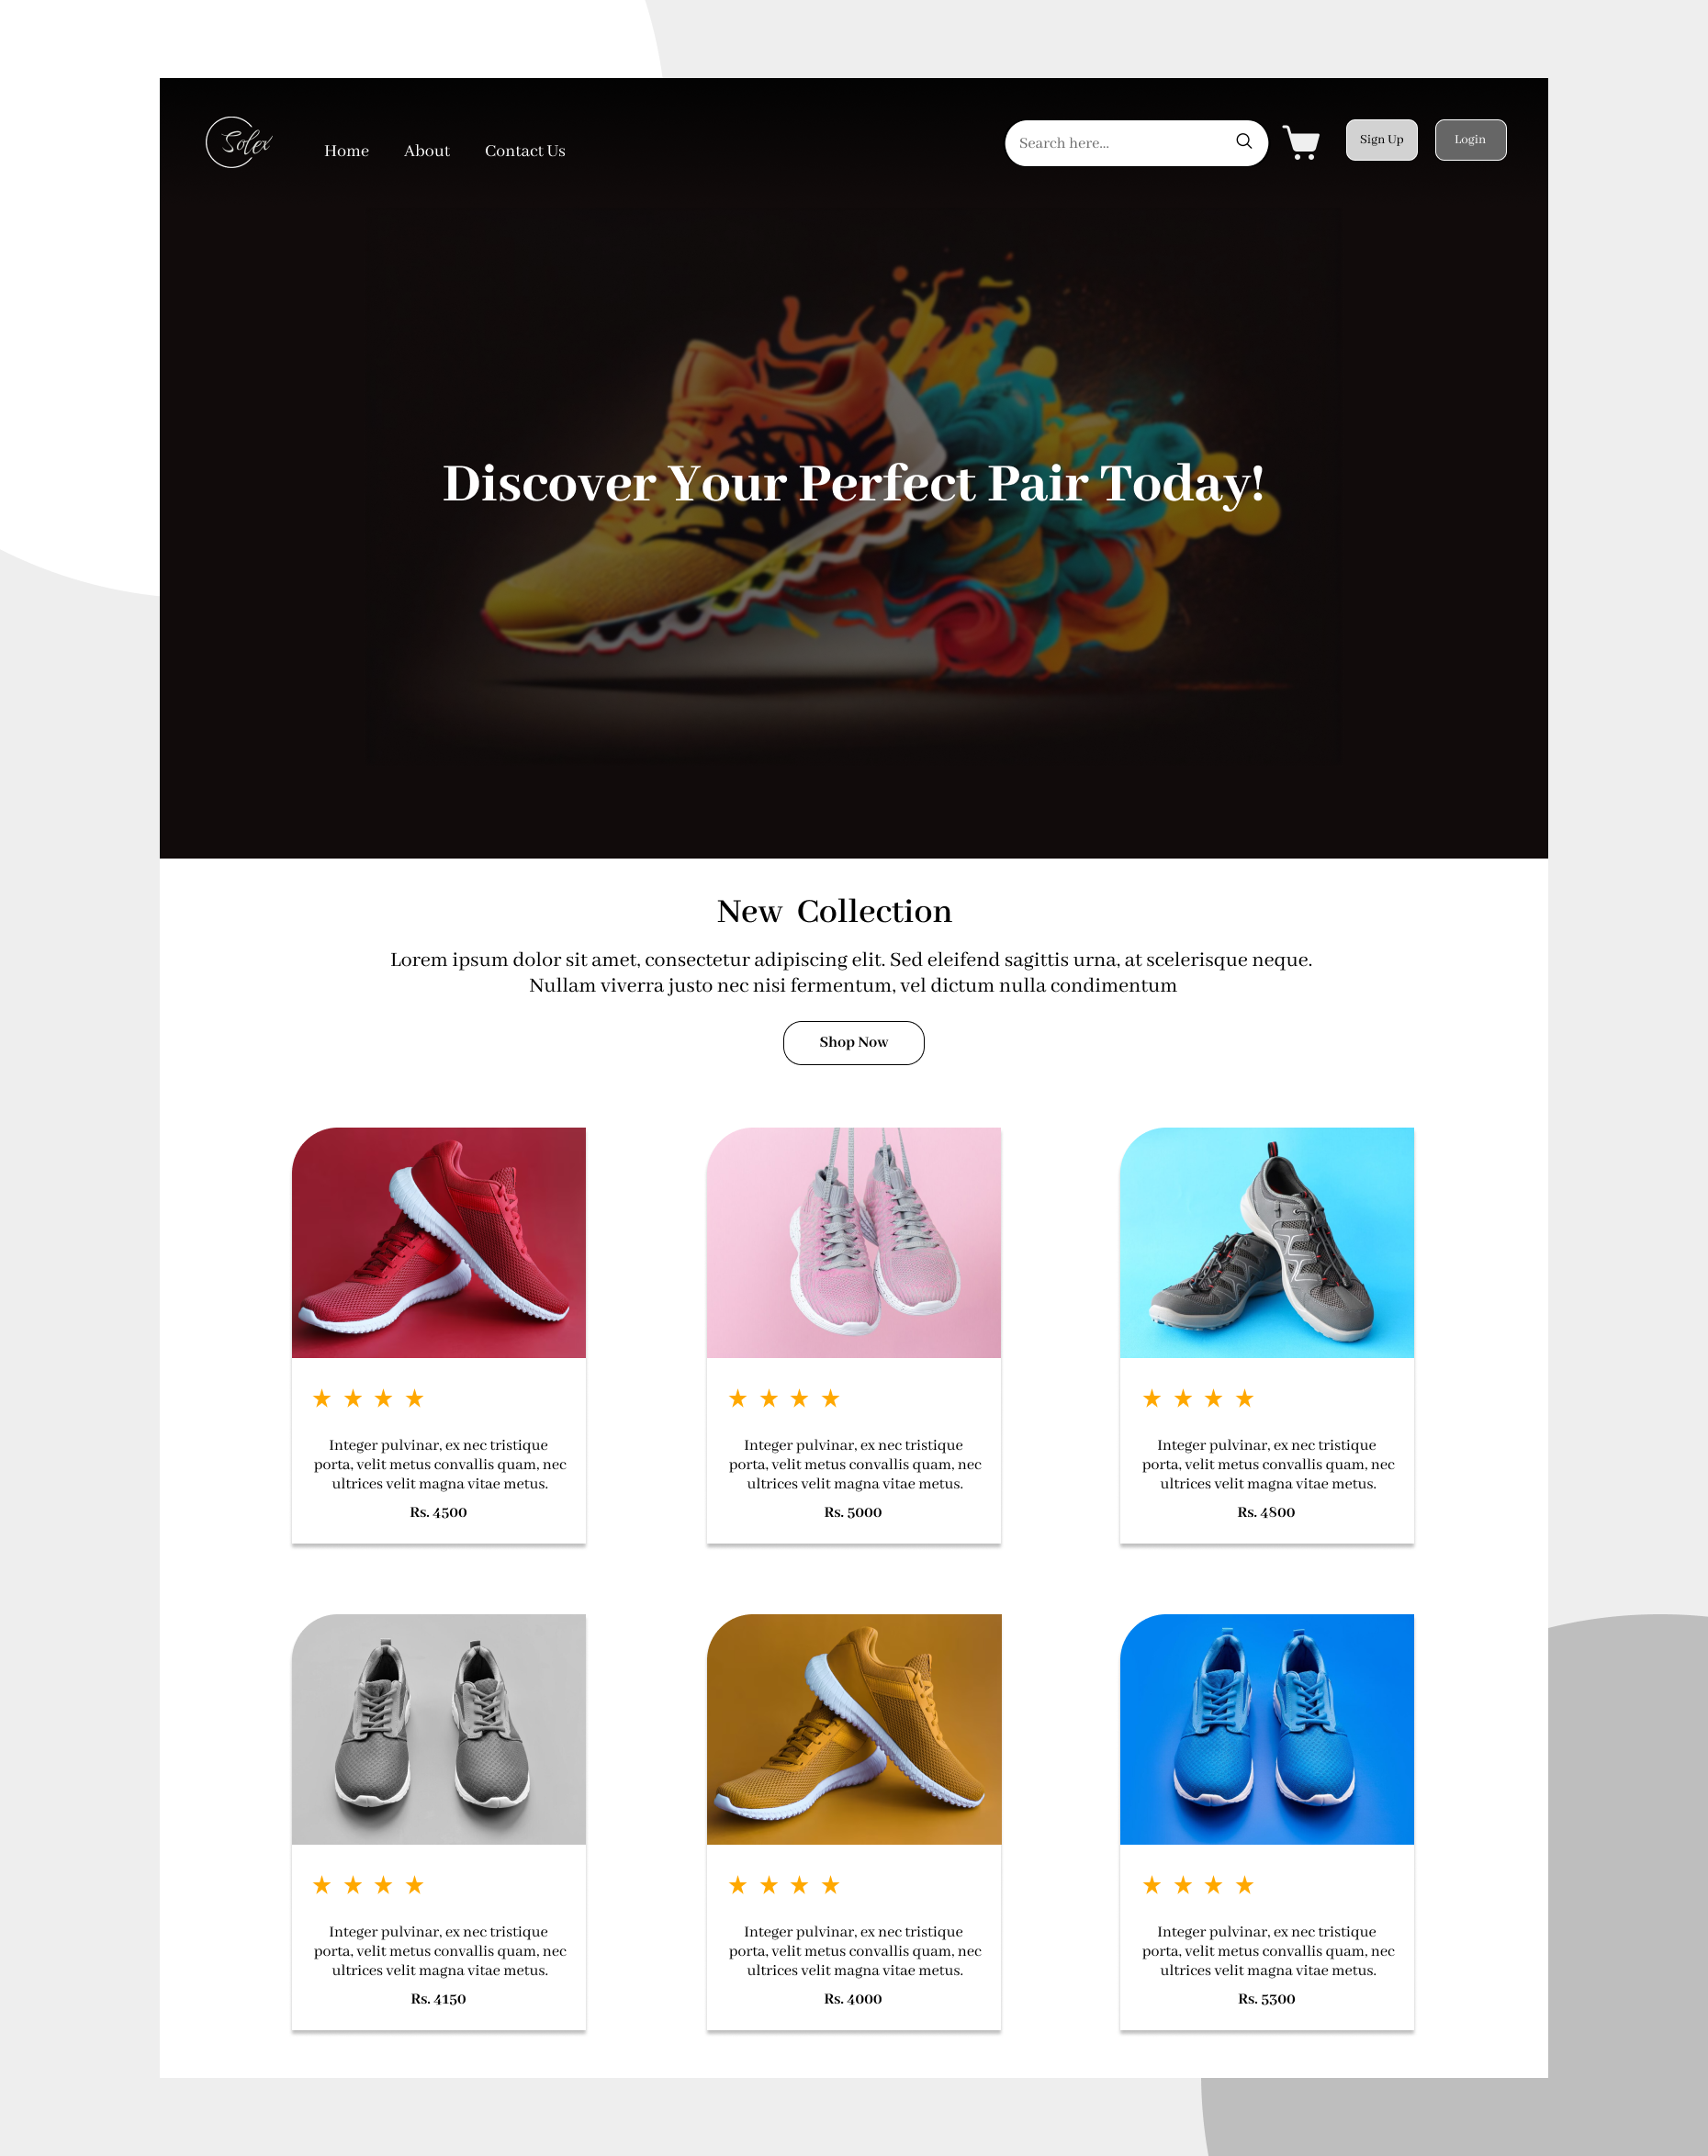 Solex
Home About Contact Us
Search here...
Sign Up
Login
Discover Your Perfect Pair Today!
New Collection
Lorem ipsum dolor sit amet, consectetur adipiscing elit. Sed eleifend sagittis urna, at scelerisque neque.
Nullam viverra justo nec nisi fermentum, vel dictum nulla condimentum
Shop Now
Integer pulvinar, ex nec tristique
porta, velit metus convallis quam, nec
ultrices velit magna vitae metus.
Rs. 4500
Integer pulvinar, ex nec tristique
porta, velit metus convallis quam, nec
ultrices velit magna vitae metus.
Rs. 5000
Integer pulvinar, ex nec tristique
porta, velit metus convallis quam, nec
ultrices velit magna vitae metus.
Rs. 4800
Integer pulvinar, ex nec tristique
porta, velit metus convallis quam, nec
ultrices velit magna vitae metus.
Rs. 4150
Integer pulvinar, ex nec tristique
porta, velit metus convallis quam, nec
ultrices velit magna vitae metus.
Rs. 4000
Integer pulvinar, ex nec tristique
porta, velit metus convallis quam, nec
ultrices velit magna vitae metus.
Rs. 5300